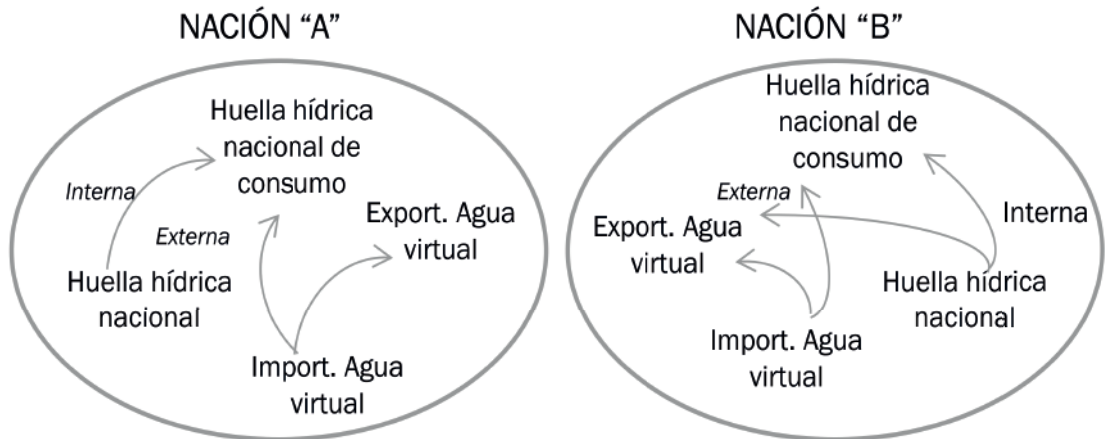 NACIÓN “A”
Huella hídrica
nacional de
consumo
Interna
Externa
Export. Agua
virtual
Huella hídrica
nacional
Import. Agua
virtual
NACIÓN “B”
Huella hídrica
nacional de
consumo
Externa
Interna
Export. Agua
virtual
Huella hídrica
nacional
Import. Agua
virtual